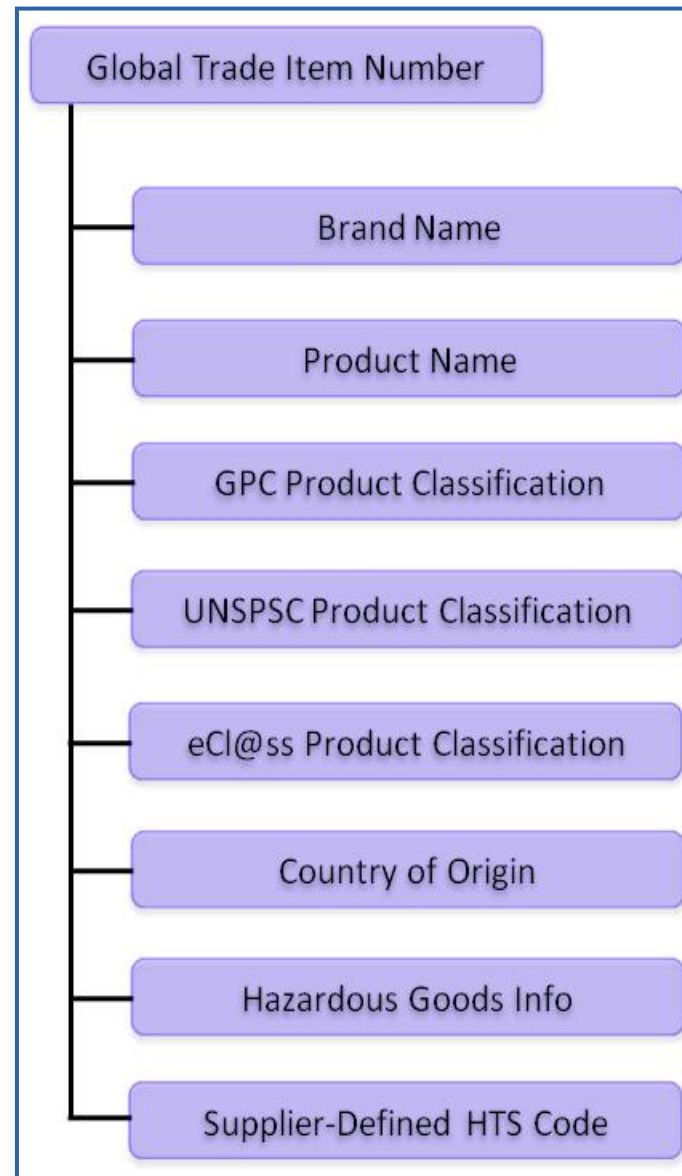 Global Trade Item Number
Brand Name
Product Name
GPC Product Classification
UNSPSC Product Classification
eCl@ss Product Classification
Country of Origin
Hazardous Goods Info
Supplier-Defined HTS Code